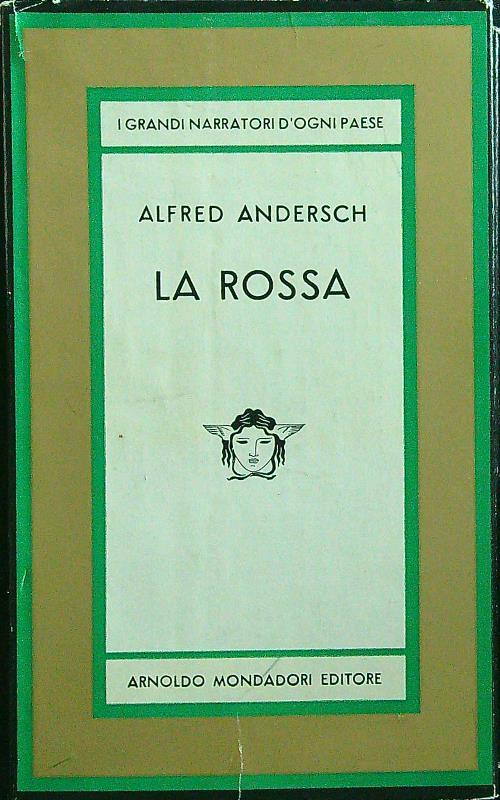 I GRANDI NARRATORI D'OGNI PAESE
ALFRED ANDERSCH
LA ROSSA
ARNOLDO MONDADORI EDITORE